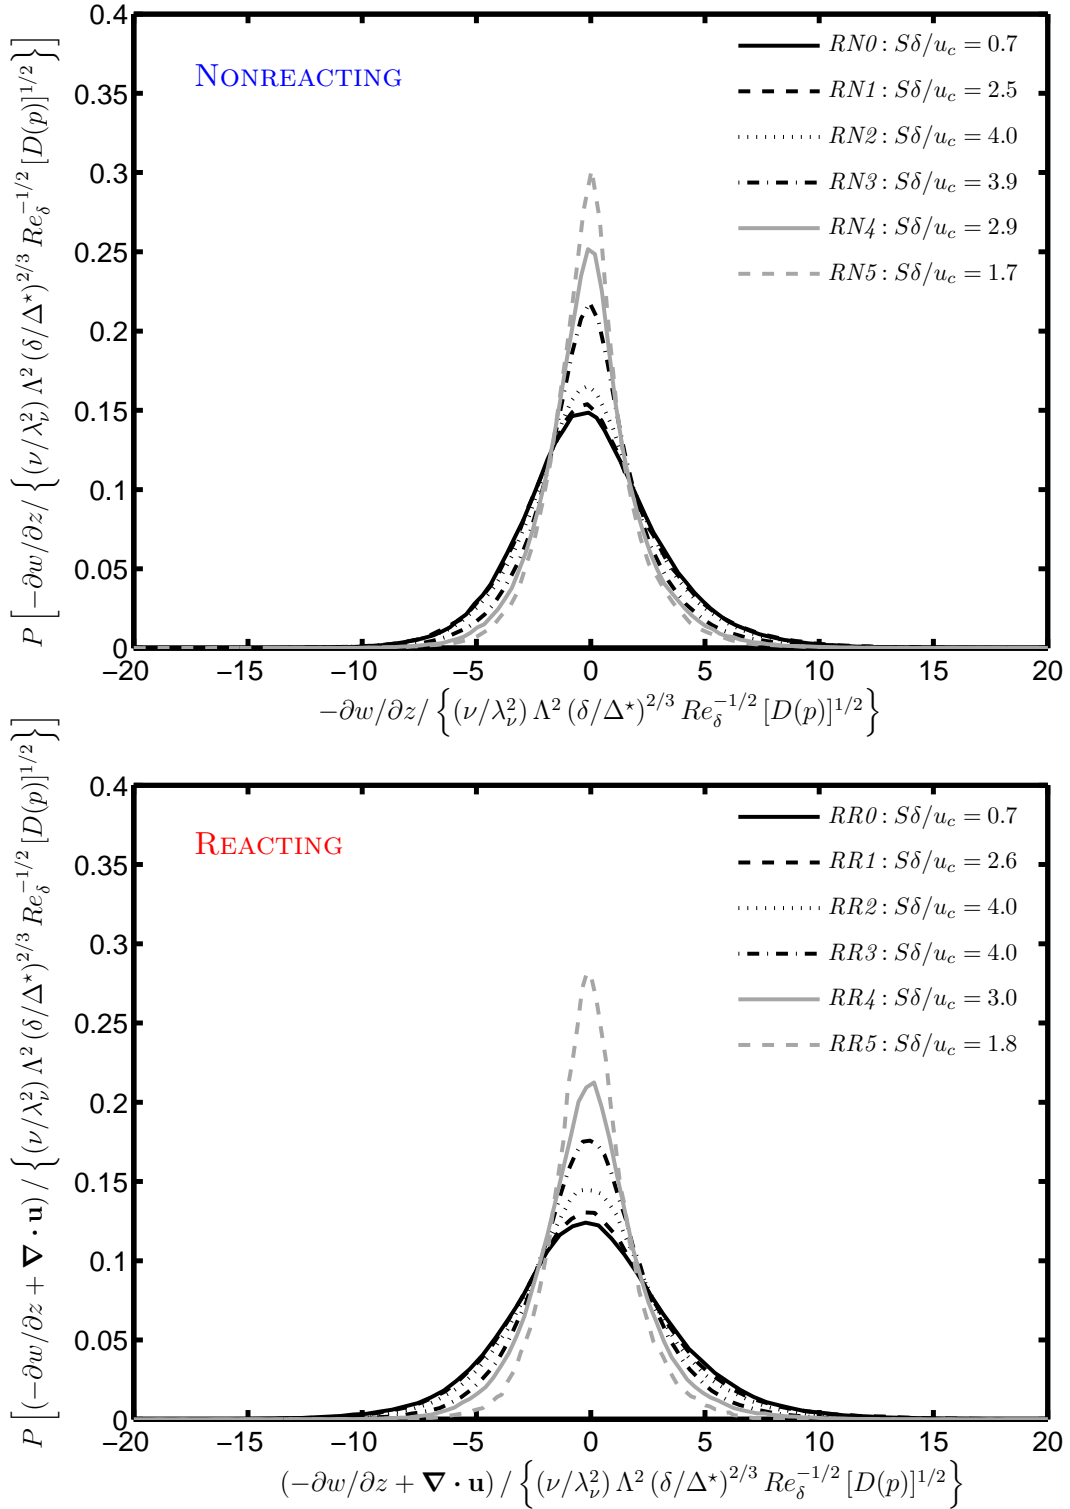 0.4
NONREACTING
RN0: Sδ/u_c = 0.7
0.35
RN1: Sδ/u_c = 2.5
RN2: Sδ/u_c = 4.0
0.3
RN3: Sδ/u_c = 3.9
RN4: Sδ/u_c = 2.9
0.25
RN5: Sδ/u_c = 1.7
0.2
0.15
0.1
0.05
0
P [−∂w/∂z/ {(ν/λ_ν^2) Λ^2 (δ/Δ^⋆)^{2/3} Re_δ^{−1/2} [D(p)]^{1/2}}]
−20 −15 −10 −5 0 5 10 15 20
−∂w/∂z/ {(ν/λ_ν^2) Λ^2 (δ/Δ^⋆)^{2/3} Re_δ^{−1/2} [D(p)]^{1/2}}
0.4
RR0: Sδ/u_c = 0.7
REACTING
0.35
RR1: Sδ/u_c = 2.6
RR2: Sδ/u_c = 4.0
0.3
RR3: Sδ/u_c = 4.0
RR4: Sδ/u_c = 3.0
0.25
RR5: Sδ/u_c = 1.8
0.2
0.15
0.1
0.05
0
P [(−∂w/∂z + ∇ · u) / {(ν/λ_ν^2) Λ^2 (δ/Δ^⋆)^{2/3} Re_δ^{−1/2} [D(p)]^{1/2}}]
−20 −15 −10 −5 0 5 10 15 20
(−∂w/∂z + ∇ · u) / {(ν/λ_ν^2) Λ^2 (δ/Δ^⋆)^{2/3} Re_δ^{−1/2} [D(p)]^{1/2}}